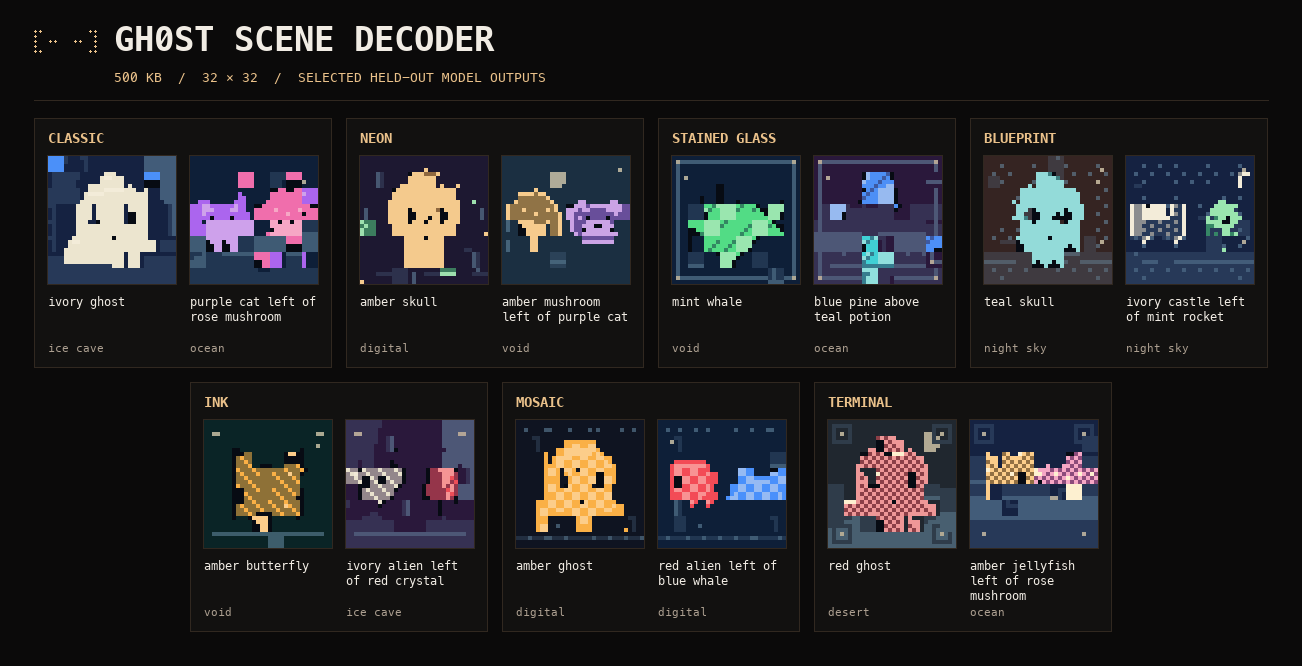 GH0ST SCENE DECODER
500 KB / 32 × 32 / SELECTED HELD−OUT MODEL OUTPUTS
CLASSIC
ivory ghost
ice cave
purple cat left of
rose mushroom
ocean
NEON
amber skull
digital
amber mushroom
left of purple cat
void
STAINED GLASS
mint whale
void
blue pine above
teal potion
ocean
BLUEPRINT
teal skull
night sky
ivory castle left
of mint rocket
night sky
INK
amber butterfly
void
ivory alien left
of red crystal
ice cave
MOSAIC
amber ghost
digital
red alien left of
blue whale
digital
TERMINAL
red ghost
desert
amber jellyfish
left of rose
mushroom
ocean